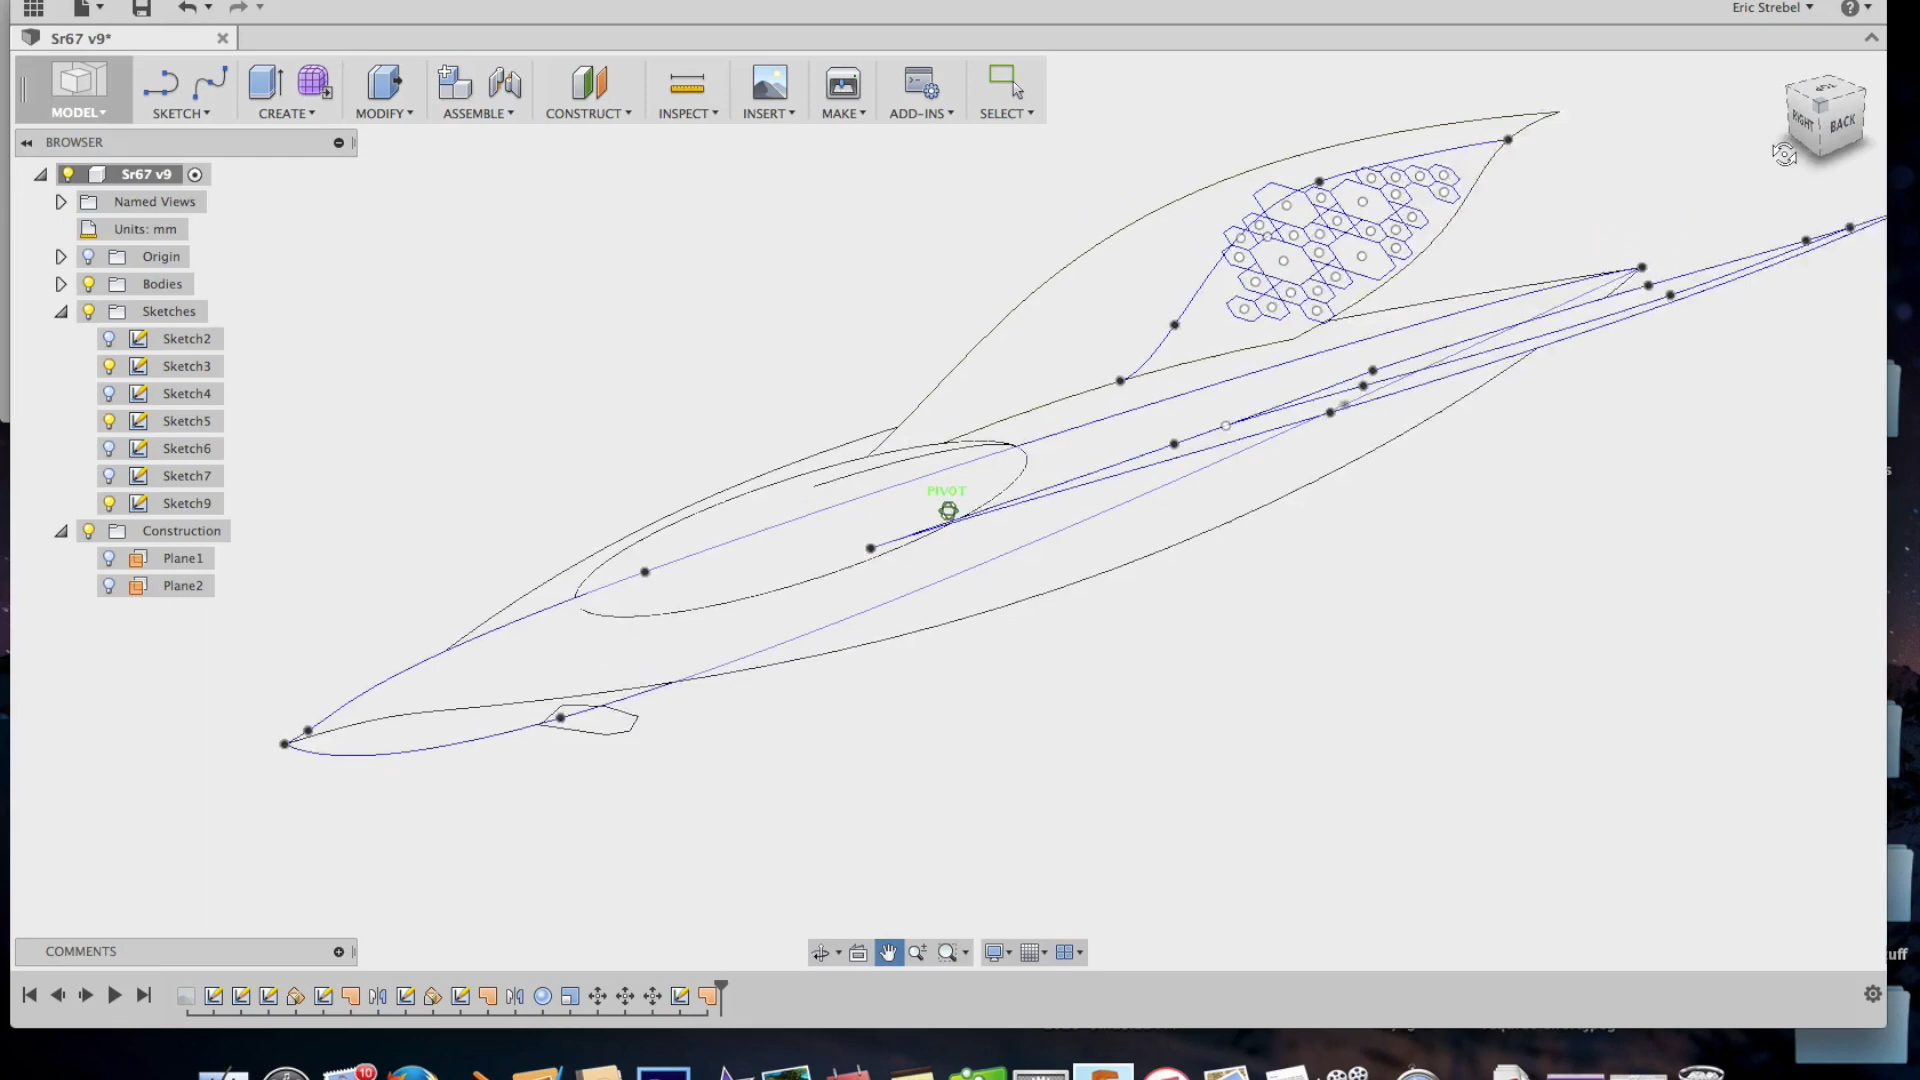 Eric Strebel
Sr67 v9*
MODEL
SKETCH
CREATE
MODIFY
ASSEMBLE
CONSTRUCT
INSPECT
INSERT
MAKE
ADD-INS
SELECT
RIGHT
BACK
BROWSER
Sr67 v9
Named Views
Units: mm
Origin
Bodies
Sketches
Sketch2
Sketch3
Sketch4
Sketch5
Sketch6
Sketch7
Sketch9
Construction
Plane1
Plane2
PIVOT
COMMENTS
uff
10